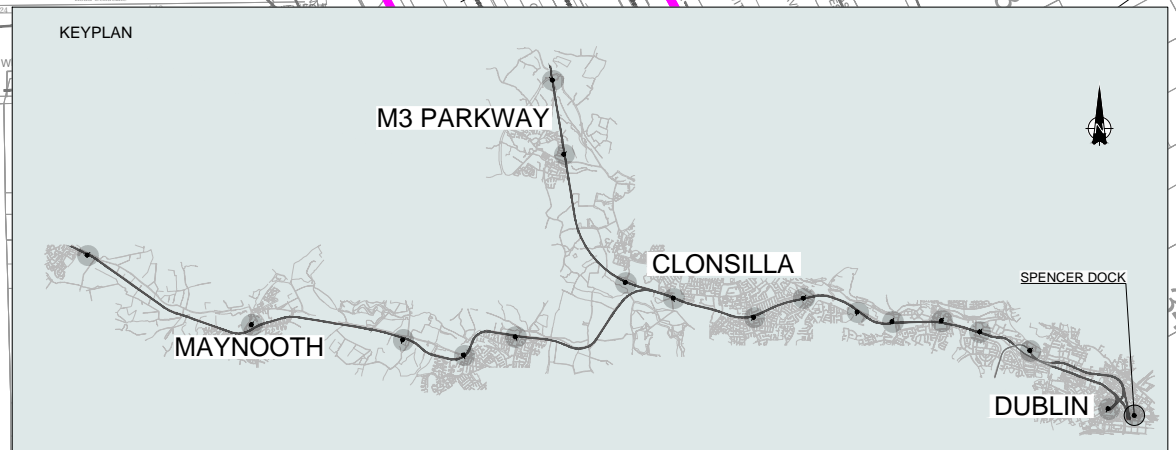 KEYPLAN
M3 PARKWAY
N
CLONSILLA
SPENCER DOCK
MAYNOOTH
DUBLIN